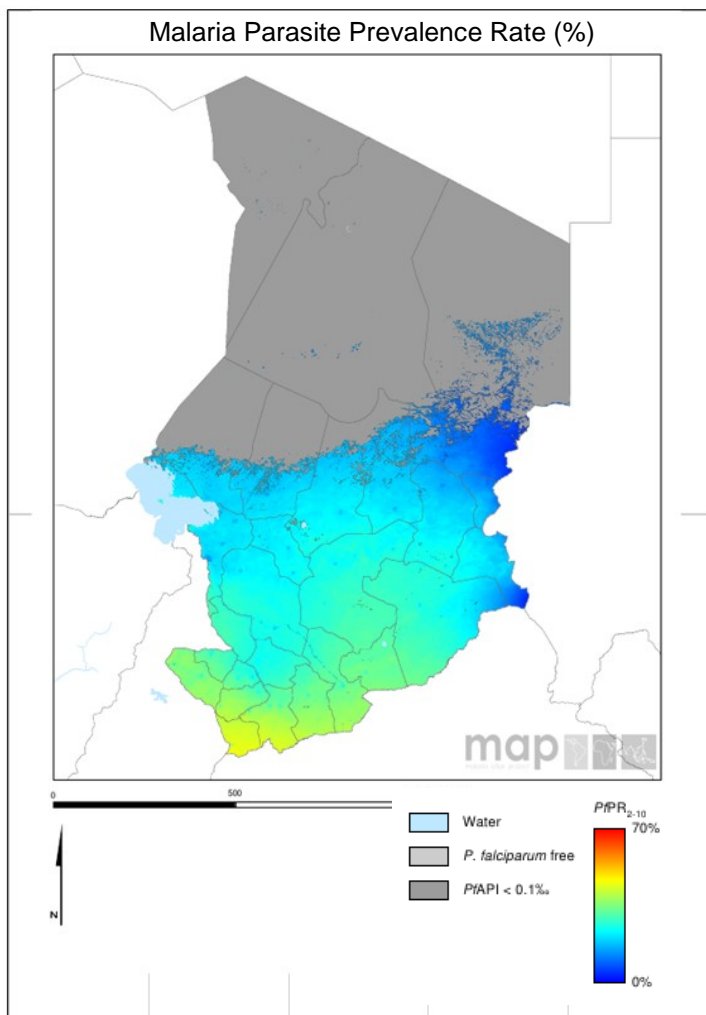 Malaria Parasite Prevalence Rate (%)
map
0 500
Water
P. falciparum free
PfAPI < 0.1‰
PfPR2-10
70%
0%
N